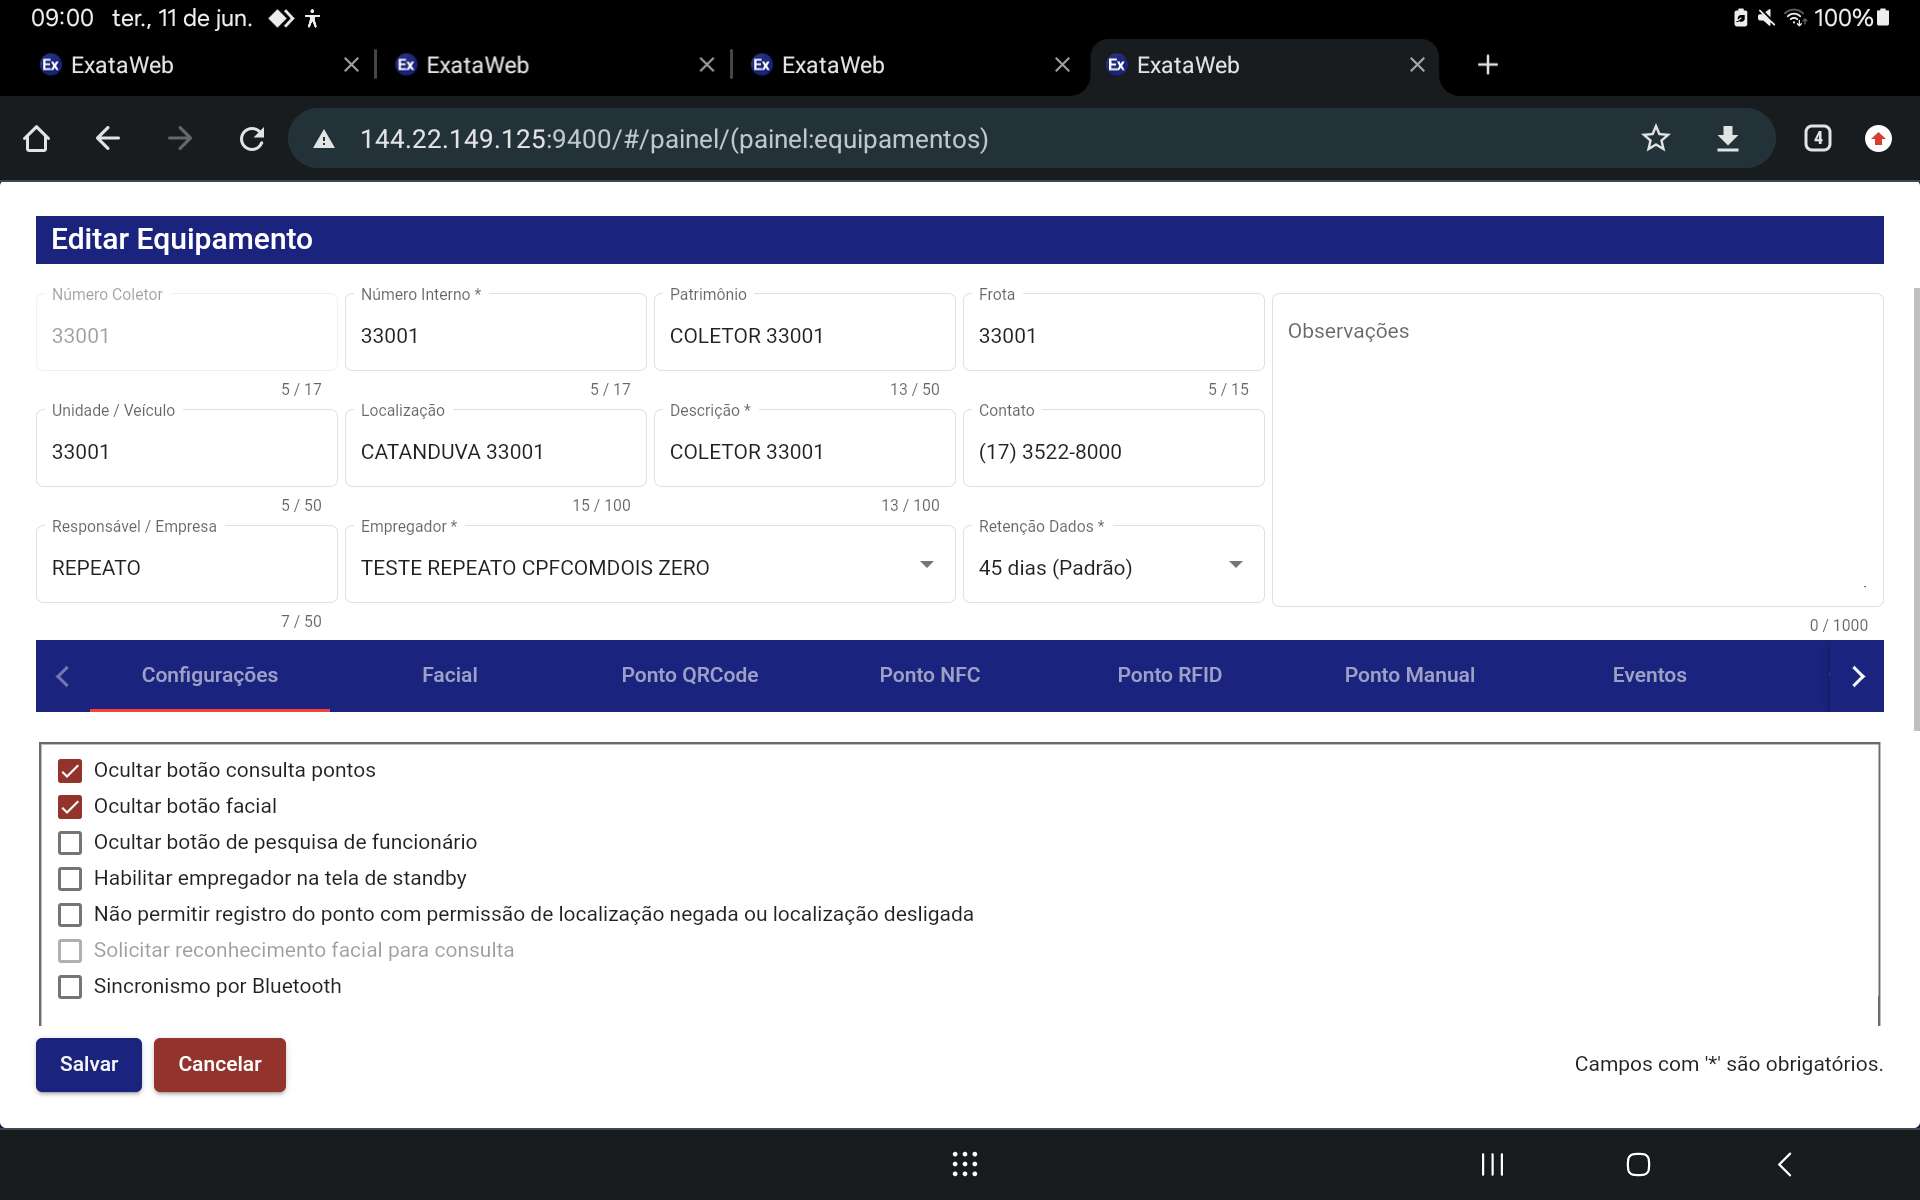 09:00 ter., 11 de jun. 100%
Ex ExataWeb Ex ExataWeb Ex ExataWeb Ex ExataWeb
144.22.149.125:9400/#/painel/(painel:equipamentos) 4
Editar Equipamento
Número Coletor Número Interno * Patrimônio Frota
33001 33001 COLETOR 33001 33001 Observações
5 / 17 5 / 17 13 / 50 5 / 15
Unidade / Veículo Localização Descrição * Contato
33001 CATANDUVA 33001 COLETOR 33001 (17) 3522-8000
5 / 50 15 / 100 13 / 100
Responsável / Empresa Empregador * Retenção Dados *
REPEATO TESTE REPEATO CPFCOMDOIS ZERO 45 dias (Padrão)
7 / 50 0 / 1000
Configurações Facial Ponto QRCode Ponto NFC Ponto RFID Ponto Manual Eventos
Ocultar botão consulta pontos
Ocultar botão facial
Ocultar botão de pesquisa de funcionário
Habilitar empregador na tela de standby
Não permitir registro do ponto com permissão de localização negada ou localização desligada
Solicitar reconhecimento facial para consulta
Sincronismo por Bluetooth
Salvar Cancelar Campos com '*' são obrigatórios.